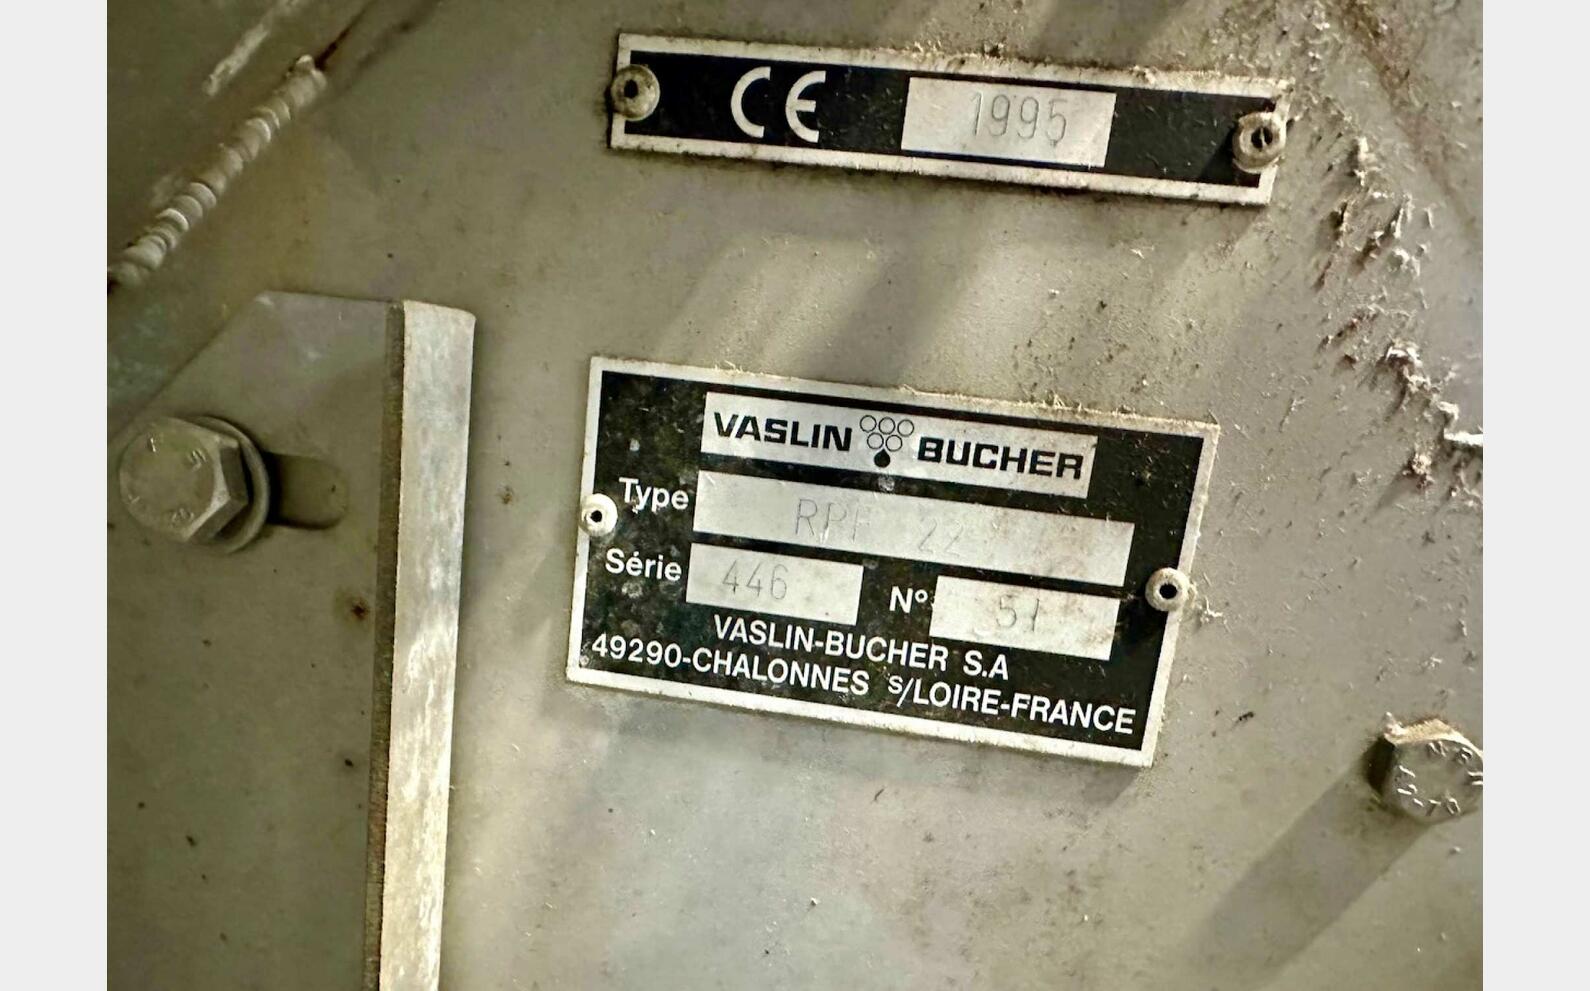 CE 1995
VASLIN BUCHER
Type RPF 22
Série 446 N° 51
VASLIN-BUCHER S.A
49290-CHALONNES s/LOIRE-FRANCE